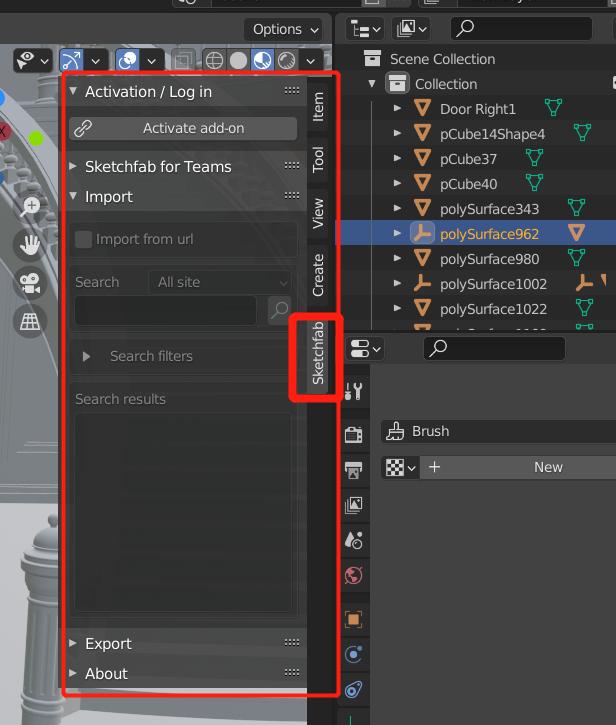 Options
Scene Collection
Collection
Door Right1
pCube14Shape4
pCube37
pCube40
polySurface343
polySurface962
polySurface980
polySurface1002
polySurface1022
Activation / Log in
Activate add-on
Sketchfab for Teams
Import
Import from url
Search
All site
Search filters
Search results
Export
About
Item
Tool
View
Create
Sketchfab
Brush
New
X